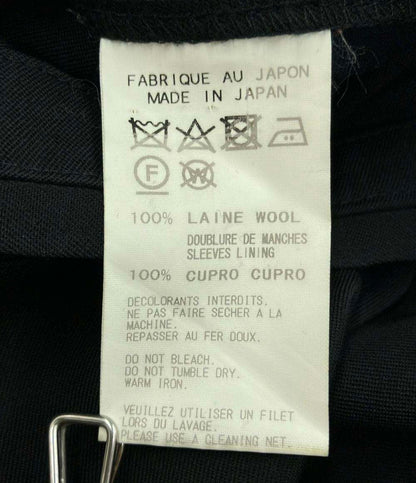 FABRIQUE AU JAPON
MADE IN JAPAN
F W
100% LAINE WOOL
DOUBLURE DE MANCHES
SLEEVES LINING
100% CUPRO CUPRO
DECOLORANTS INTERDITS.
NE PAS FAIRE SECHER A LA
MACHINE.
REPASSER AU FER DOUX.
DO NOT BLEACH.
DO NOT TUMBLE DRY.
WARM IRON.
VEUILLEZ UTILISER UN FILET
LORS DU LAVAGE.
PLEASE USE A CLEANING NET.